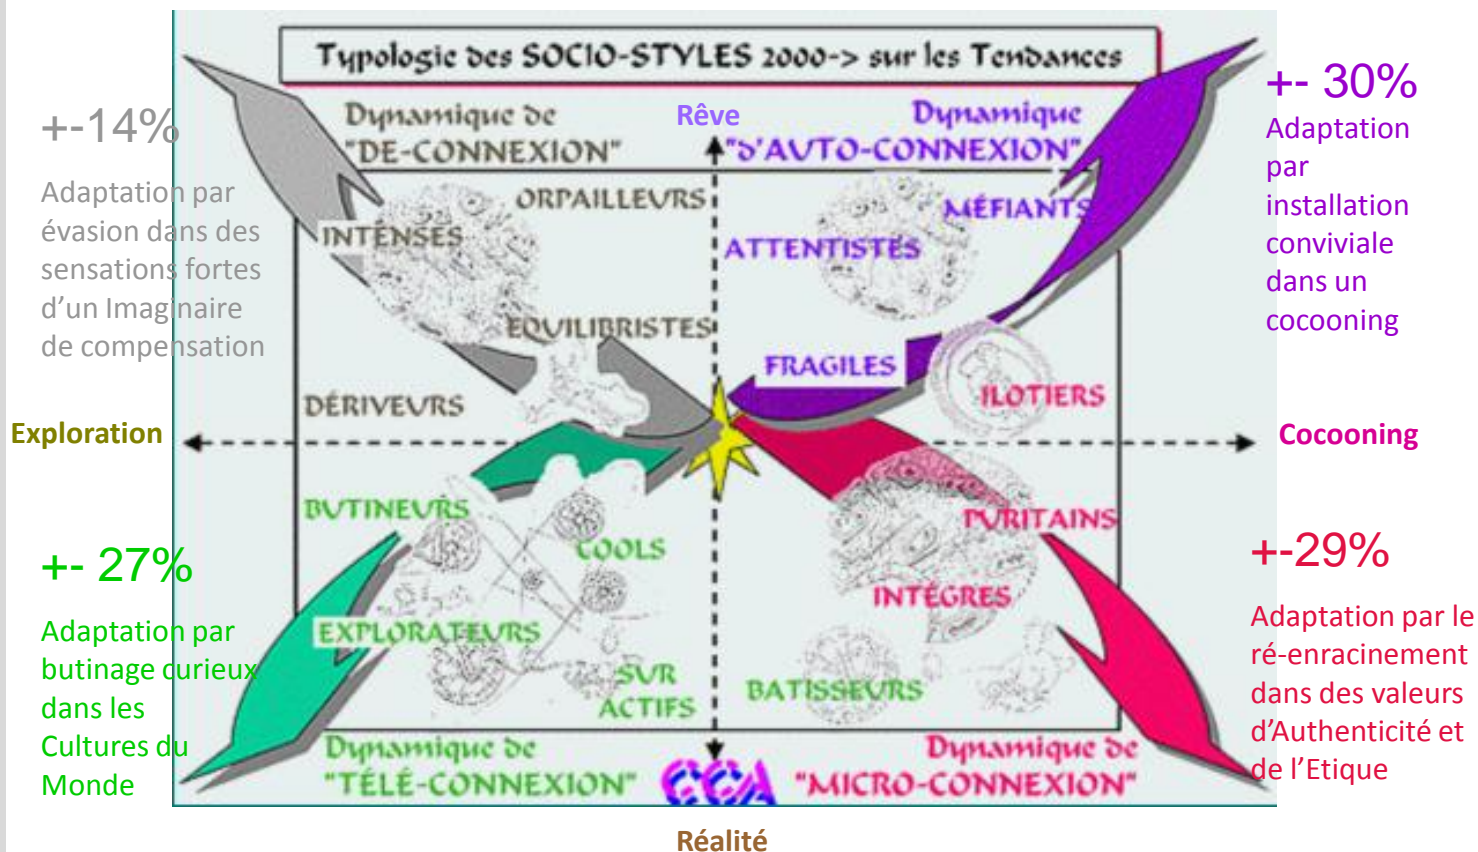 Typologie des SOCIO-STYLES 2000-> sur les Tendances
+-14%
Adaptation par
évasion dans des
sensations fortes
d’un Imaginaire
de compensation
Dynamique de
"DE-CONNEXION"
Rêve
Dynamique
"d'AUTO-CONNEXION"
+- 30%
Adaptation
par
installation
conviviale
dans un
cocooning
ORPAILLEURS
INTENSES
EQUILIBRISTES
DÉRIVEURS
MÉFIANTS
ATTENTISTES
FRAGILES
ILOTIERS
Exploration
Cocooning
BUTINEURS
COOLS
EXPLORATEURS
SUR
ACTIFS
PURITAINS
INTÉGRES
BATISSEURS
+- 27%
Adaptation par
butinage curieux
dans les
Cultures du
Monde
+-29%
Adaptation par le
ré-enracinement
dans des valeurs
d’Authenticité et
de l’Etique
Dynamique de
"TÉLÉ-CONNEXION"
CCA
Dynamique de
"MICRO-CONNEXION"
Réalité